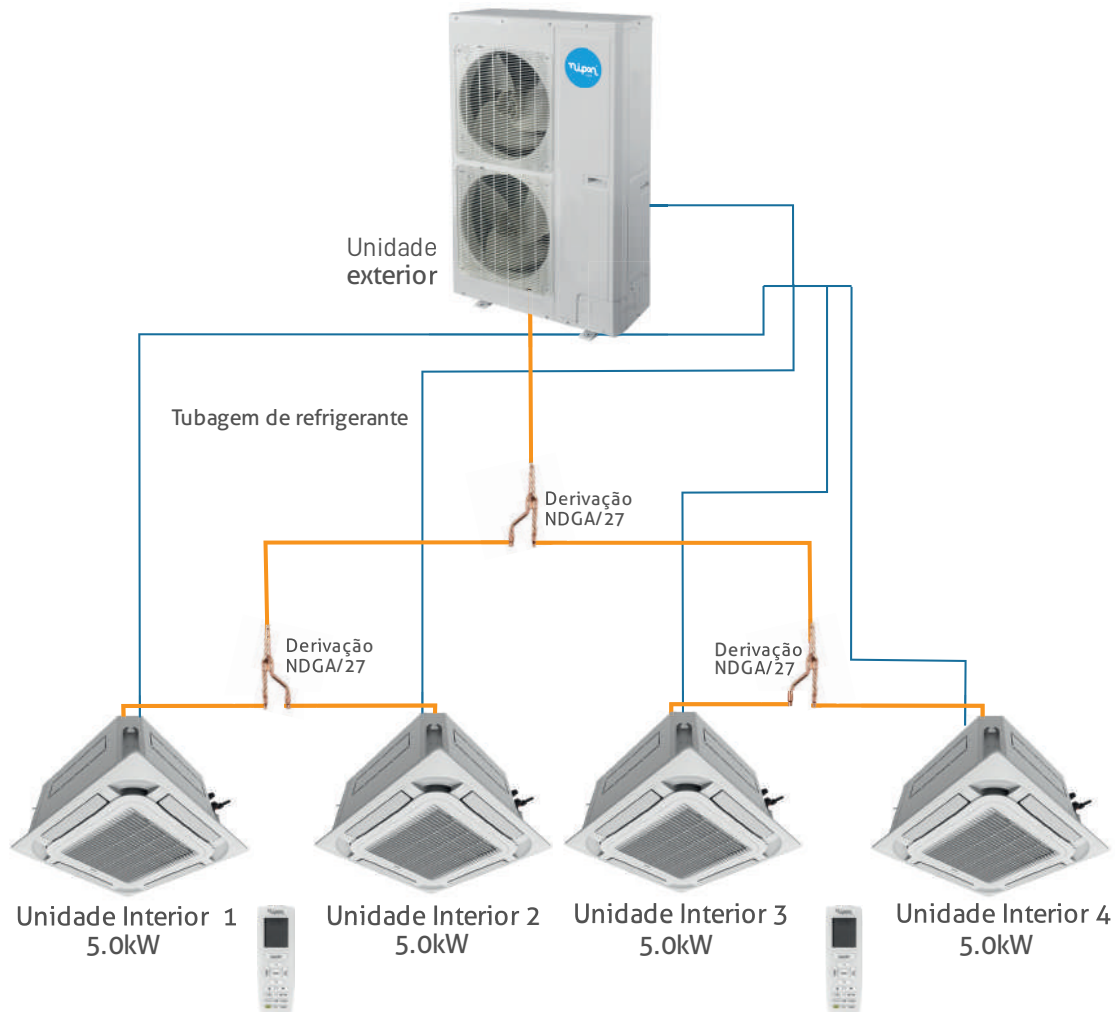 nipon
Unidade
exterior
Tubagem de refrigerante
Derivação
NDGA/27
Derivação
NDGA/27
Derivação
NDGA/27
Unidade Interior 1
5.0kW
Unidade Interior 2
5.0kW
Unidade Interior 3
5.0kW
Unidade Interior 4
5.0kW